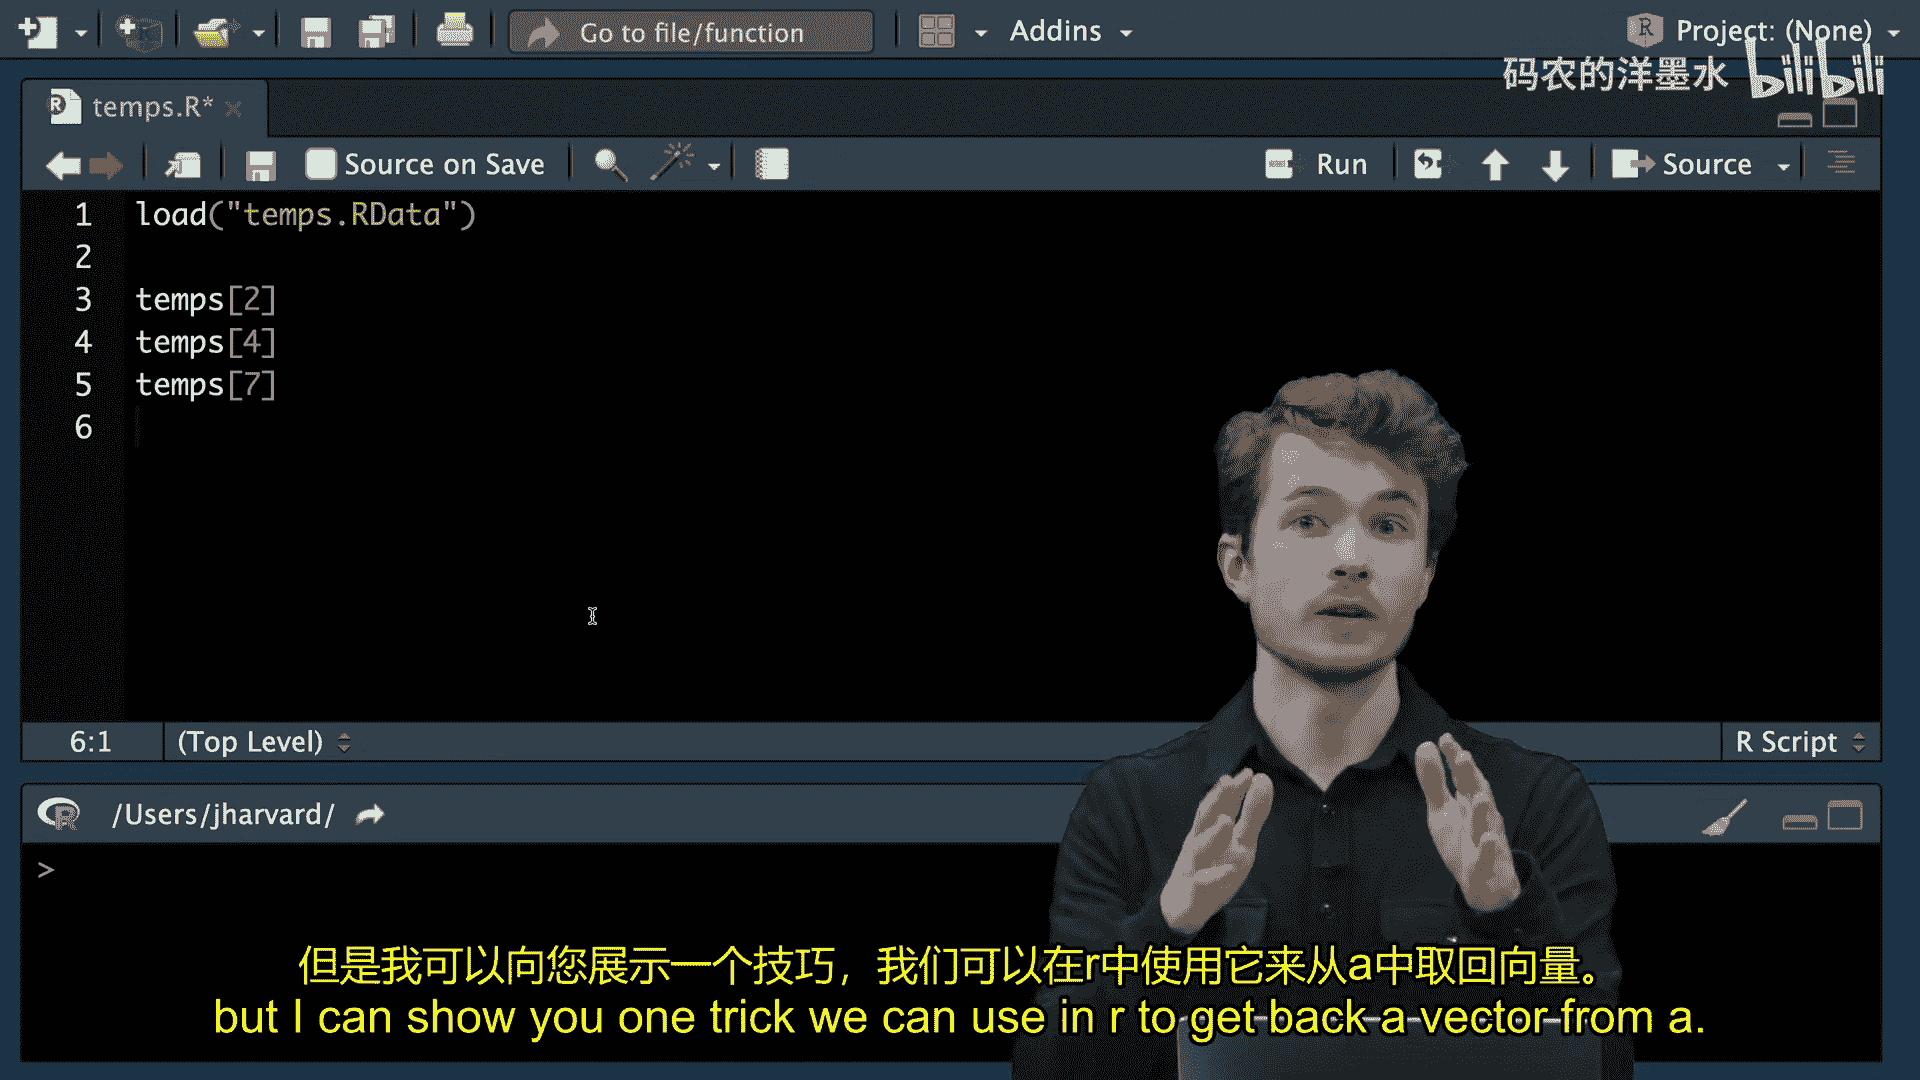 Go to file/function
Addins
Project: (None)
码农的洋墨水 bilibili
temps.R*
Source on Save
Run
Source
1 load("temps.RData")
2
3 temps[2]
4 temps[4]
5 temps[7]
6
6:1
(Top Level)
R Script
/Users/jharvard/
>
但是我可以向您展示一个技巧，我们可以在r中使用它来从a中取回向量。
but I can show you one trick we can use in r to get back a vector from a.